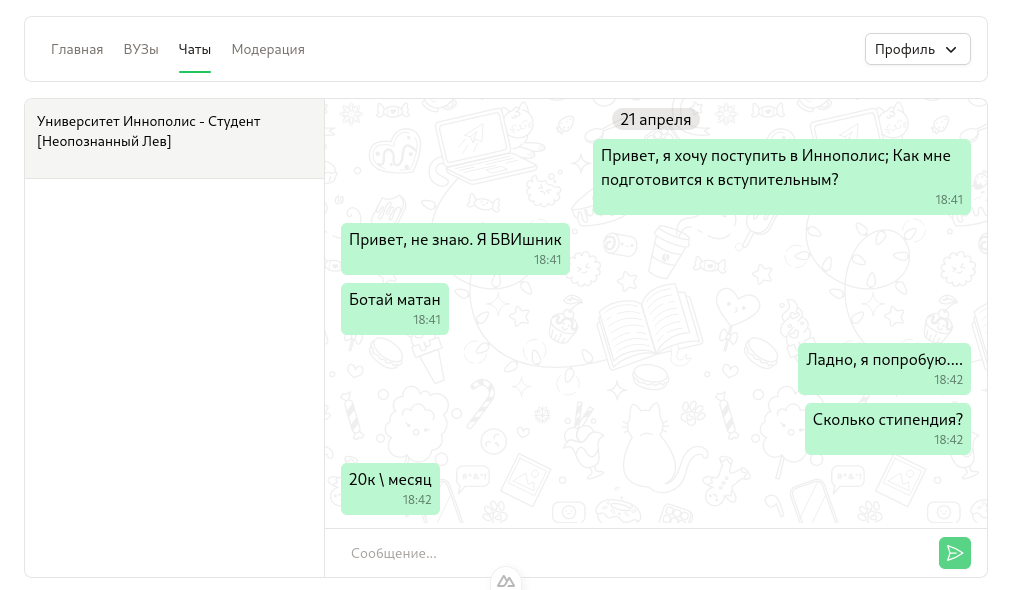 Главная ВУЗы Чаты Модерация Профиль
Университет Иннополис - Студент
[Неопознанный Лев]
21 апреля
Привет, я хочу поступить в Иннополис; Как мне
подготовится к вступительным?
18:41
Привет, не знаю. Я БВИшник
18:41
Ботай матан
18:41
Ладно, я попробую....
18:42
Сколько стипендия?
18:42
20к \ месяц
18:42
Сообщение...